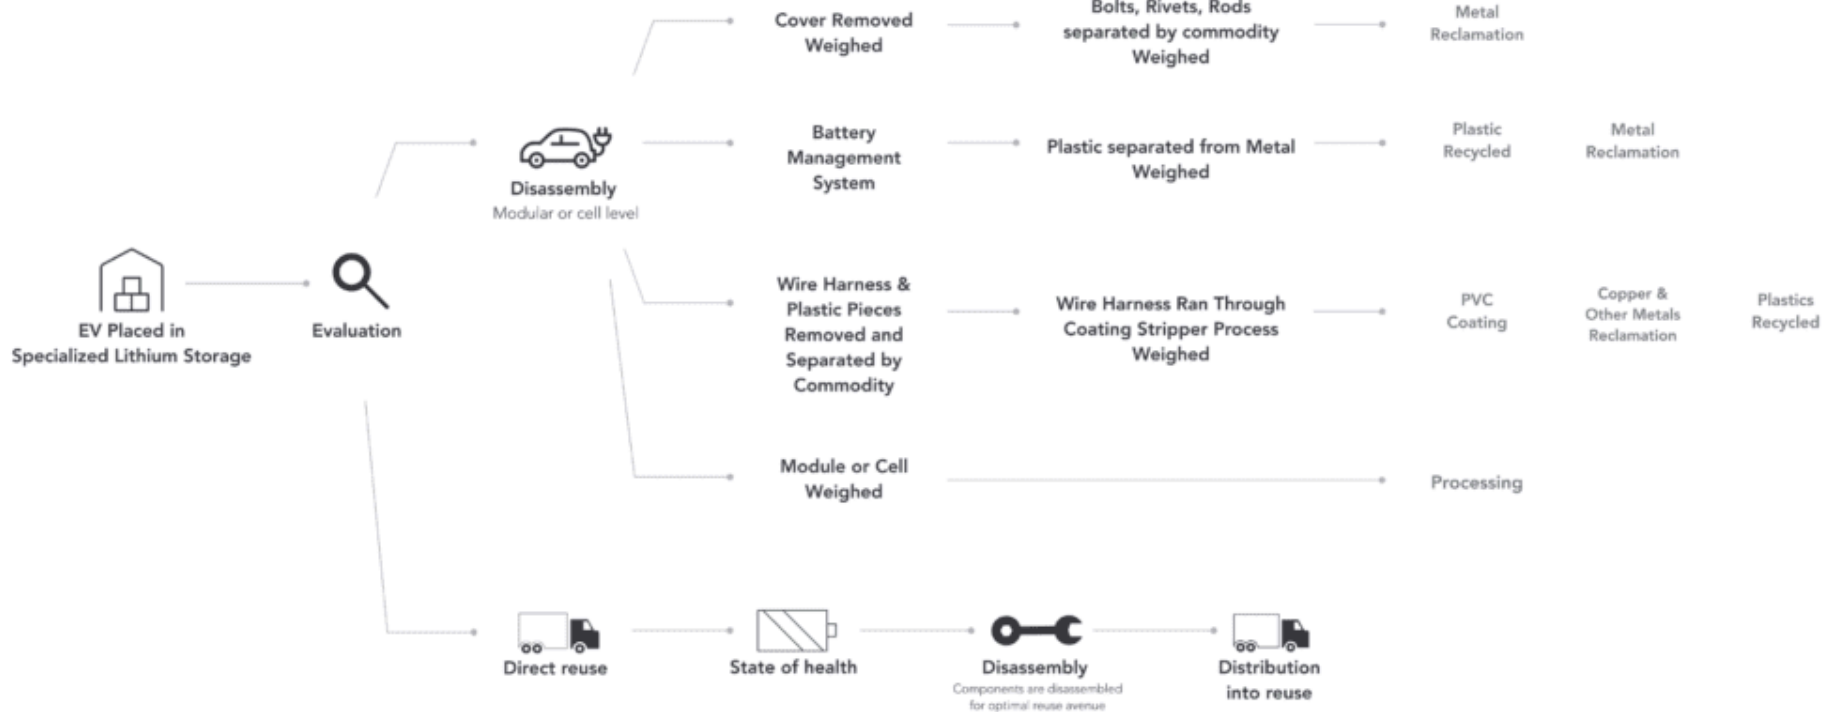 Cover Removed
Weighed
Bolts, Rivets, Rods
separated by commodity
Weighed
Metal
Reclamation
Disassembly
Modular or cell level
Battery
Management
System
Plastic separated from Metal
Weighed
Plastic
Recycled
Metal
Reclamation
EV Placed in
Specialized Lithium Storage
Evaluation
Wire Harness &
Plastic Pieces
Removed and
Separated by
Commodity
Wire Harness Ran Through
Coating Stripper Process
Weighed
PVC
Coating
Copper &
Other Metals
Reclamation
Plastics
Recycled
Module or Cell
Weighed
Processing
Direct reuse
State of health
Disassembly
Components are disassembled
for optimal reuse avenue
Distribution
into reuse